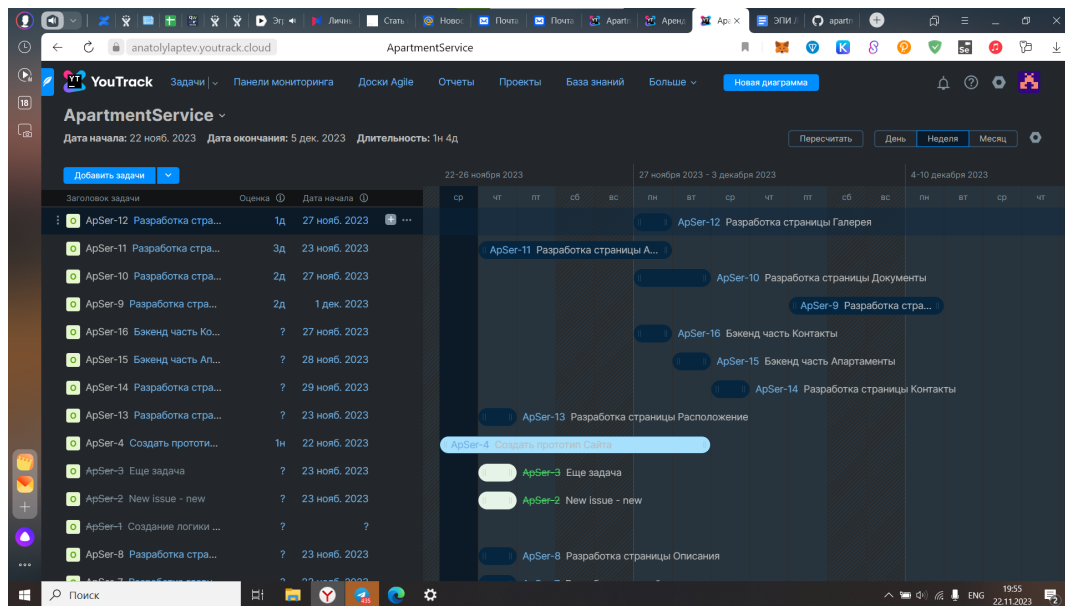 Эгр
Личнь
Стать
Новос
Почта
Почта
Apartr
Аренд
Apa
ЭПИ Л
apartn
anatolylaptev.youtrack.cloud
ApartmentService
18
YouTrack
Задачи
Панели мониторинга
Доски Agile
Отчеты
Проекты
База знаний
Больше
Новая диаграмма
ApartmentService
Дата начала: 22 нояб. 2023 Дата окончания: 5 дек. 2023 Длительность: 1н 4д
Пересчитать
День
Неделя
Месяц
Добавить задачи
22-26 ноября 2023
27 ноября 2023 - 3 декабря 2023
4-10 декабря 2023
Заголовок задачи Оценка Дата начала
ср чт пт сб вс пн вт ср чт пт сб вс пн вт ср чт
ApSer-12 Разработка стра... 1д 27 нояб. 2023
ApSer-12 Разработка страницы Галерея
ApSer-11 Разработка стра... 3д 23 нояб. 2023
ApSer-11 Разработка страницы А...
ApSer-10 Разработка стра... 2д 27 нояб. 2023
ApSer-10 Разработка страницы Документы
ApSer-9 Разработка стра... 2д 1 дек. 2023
ApSer-9 Разработка стра...
ApSer-16 Бэкенд часть Ко... ? 27 нояб. 2023
ApSer-16 Бэкенд часть Контакты
ApSer-15 Бэкенд часть Ап... ? 28 нояб. 2023
ApSer-15 Бэкенд часть Апартаменты
ApSer-14 Разработка стра... ? 29 нояб. 2023
ApSer-14 Разработка страницы Контакты
ApSer-13 Разработка стра... ? 23 нояб. 2023
ApSer-13 Разработка страницы Расположение
ApSer-4 Создать прототи... 1н 22 нояб. 2023
ApSer-4 Создать прототип Сайта
ApSer-3 Еще задача ? 23 нояб. 2023
ApSer-3 Еще задача
ApSer-2 New issue - new ? 23 нояб. 2023
ApSer-2 New issue - new
ApSer-1 Создание логики ... ? ?
ApSer-8 Разработка стра... ? 23 нояб. 2023
ApSer-8 Разработка страницы Описания
Поиск
435
ENG
19:55
22.11.2023
2